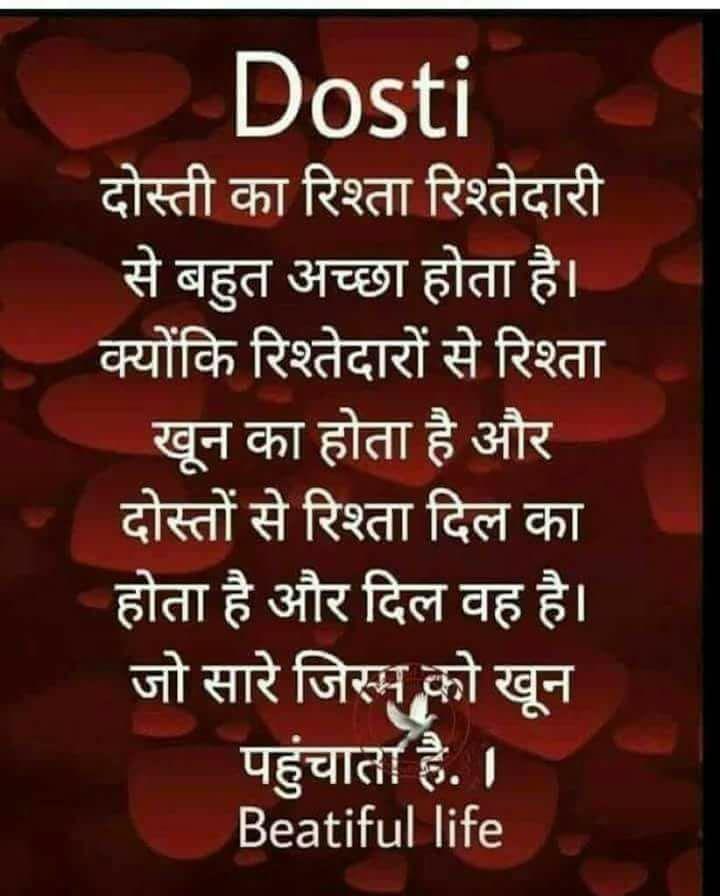 Dosti
दोस्ती का रिश्ता रिश्तेदारी
से बहुत अच्छा होता है।
क्योंकि रिश्तेदारों से रिश्ता
खून का होता है और
दोस्तों से रिश्ता दिल का
होता है और दिल वह है।
जो सारे जिस्म को खून
पहुंचाता है. ।
Beatiful life